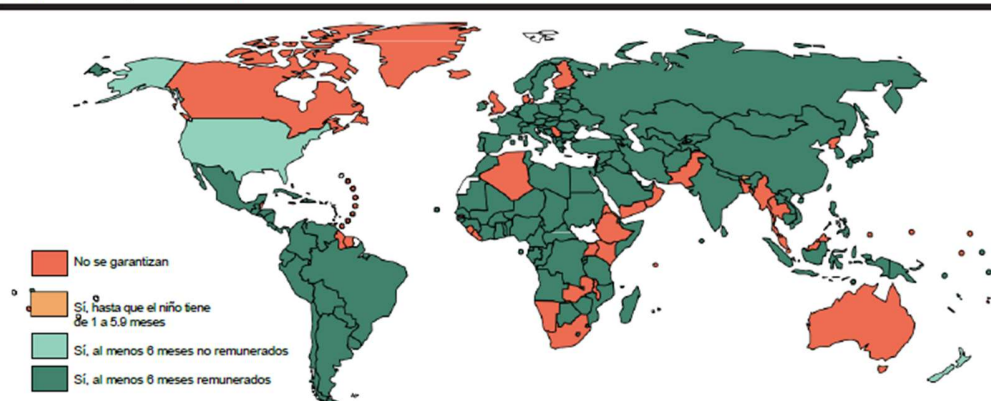 No se garantizan
Sí, hasta que el niño tiene
de 1 a 5.9 meses
Sí, al menos 6 meses no remunerados
Sí, al menos 6 meses remunerados